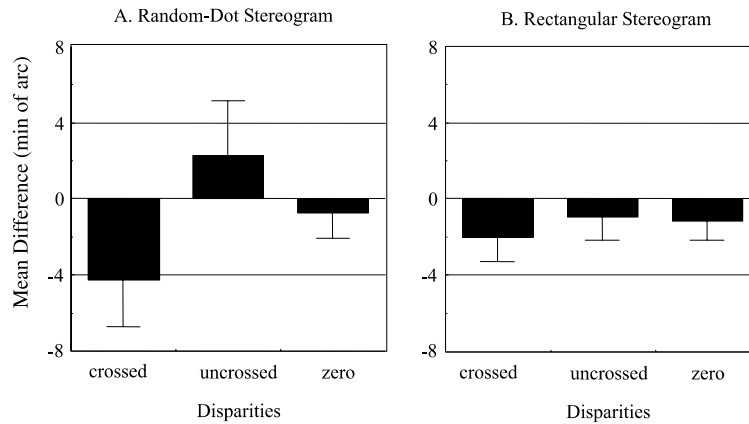 A. Random-Dot Stereogram
B. Rectangular Stereogram
Mean Difference (min of arc)
8
4
0
-4
-8
crossed
uncrossed
zero
Disparities
8
4
0
-4
-8
crossed
uncrossed
zero
Disparities